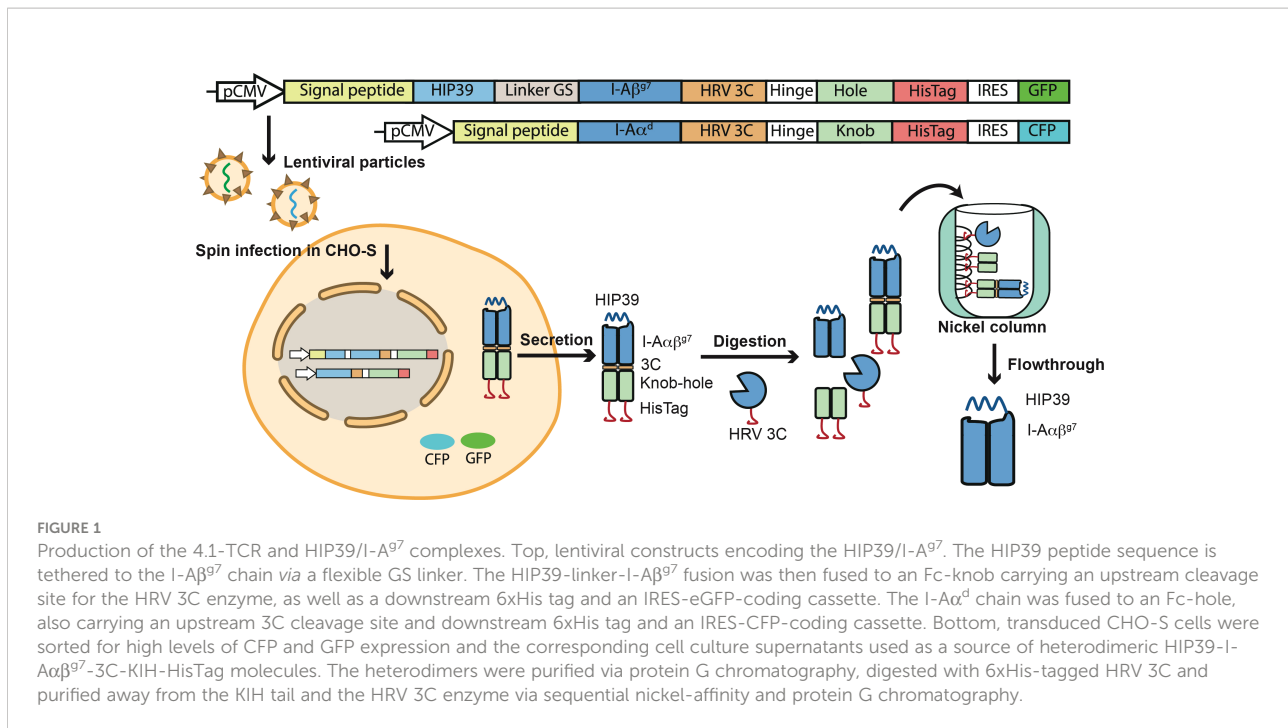 pCMV Signal peptide HIP39 Linker GS I-Aβᵍ⁷ HRV 3C Hinge Hole HisTag IRES GFP
pCMV Signal peptide I-Aαᵈ HRV 3C Hinge Knob HisTag IRES CFP
Lentiviral particles
Spin infection in CHO-S
CFP
GFP
Secretion
HIP39
I-Aαβᵍ⁷
3C
Knob-hole
HisTag
Digestion
HRV 3C
Nickel column
Flowthrough
HIP39
I-Aαβᵍ⁷
FIGURE 1
Production of the 4.1-TCR and HIP39/I-Aᵍ⁷ complexes. Top, lentiviral constructs encoding the HIP39/I-Aᵍ⁷. The HIP39 peptide sequence is
tethered to the I-Aβᵍ⁷ chain via a flexible GS linker. The HIP39-linker-I-Aβᵍ⁷ fusion was then fused to an Fc-knob carrying an upstream cleavage
site for the HRV 3C enzyme, as well as a downstream 6xHis tag and an IRES-eGFP-coding cassette. The I-Aαᵈ chain was fused to an Fc-hole,
also carrying an upstream 3C cleavage site and downstream 6xHis tag and an IRES-CFP-coding cassette. Bottom, transduced CHO-S cells were
sorted for high levels of CFP and GFP expression and the corresponding cell culture supernatants used as a source of heterodimeric HIP39-I-
Aαβᵍ⁷-3C-KIH-HisTag molecules. The heterodimers were purified via protein G chromatography, digested with 6xHis-tagged HRV 3C and
purified away from the KIH tail and the HRV 3C enzyme via sequential nickel-affinity and protein G chromatography.